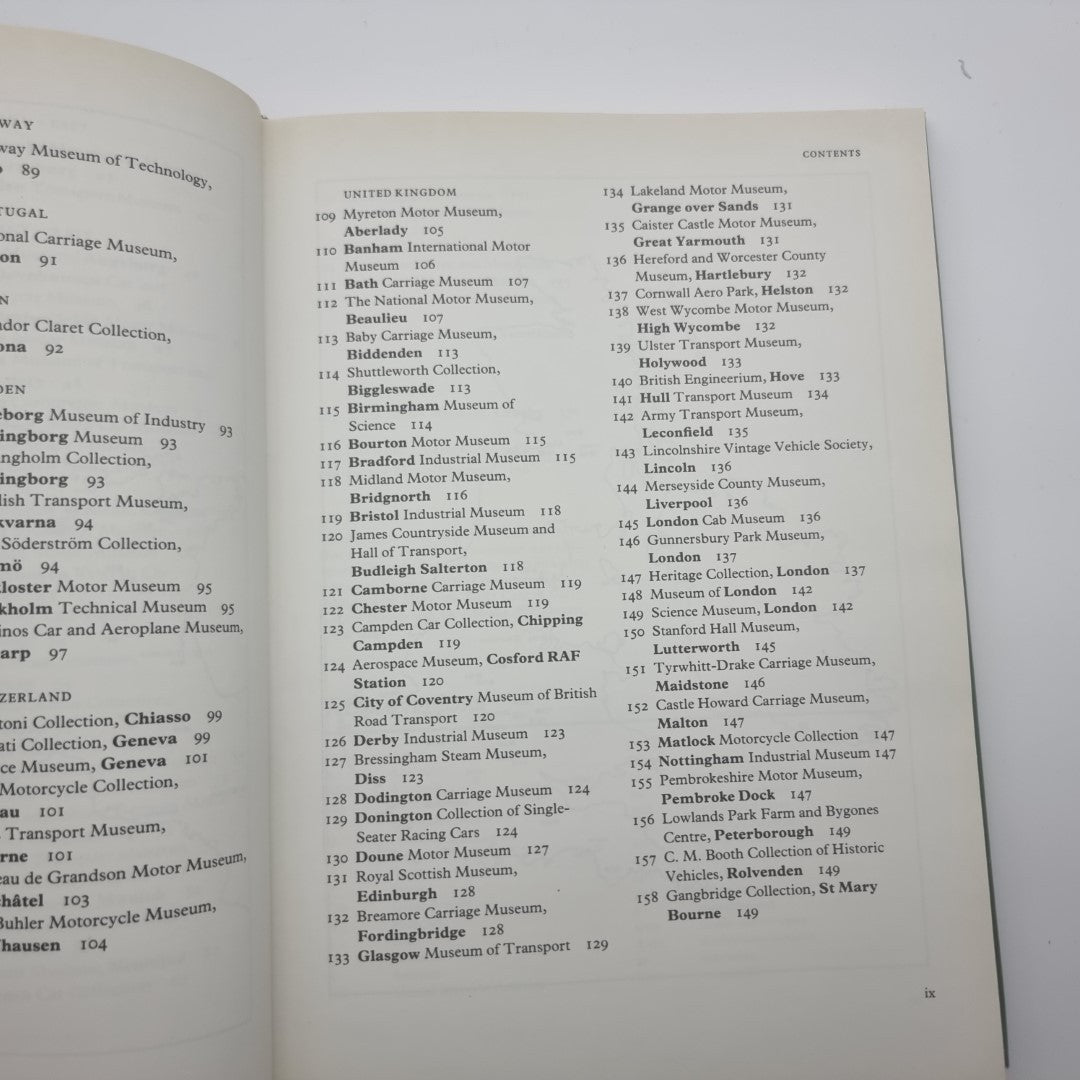 WAY
way Museum of Technology,
89
TUGAL
onal Carriage Museum,
on 91
N
ador Claret Collection,
ona 92
DEN
eborg Museum of Industry 93
ingborg Museum 93
ngholm Collection,
ingborg 93
lish Transport Museum,
kvarna 94
Söderström Collection,
mö 94
kloster Motor Museum 95
kholm Technical Museum 95
inos Car and Aeroplane Museum,
arp 97
ZERLAND
toni Collection, Chiasso 99
ati Collection, Geneva 99
ce Museum, Geneva 101
Motorcycle Collection,
au 101
Transport Museum,
rne 101
eau de Grandson Motor Museum,
châtel 103
Buhler Motorcycle Museum,
fhausen 104
CONTENTS
UNITED KINGDOM
109 Myreton Motor Museum,
Aberlady 105
110 Banham International Motor
Museum 106
111 Bath Carriage Museum 107
112 The National Motor Museum,
Beaulieu 107
113 Baby Carriage Museum,
Biddenden 113
114 Shuttleworth Collection,
Biggleswade 113
115 Birmingham Museum of
Science 114
116 Bourton Motor Museum 115
117 Bradford Industrial Museum 115
118 Midland Motor Museum,
Bridgnorth 116
119 Bristol Industrial Museum 118
120 James Countryside Museum and
Hall of Transport,
Budleigh Salterton 118
121 Camborne Carriage Museum 119
122 Chester Motor Museum 119
123 Campden Car Collection, Chipping
Campden 119
124 Aerospace Museum, Cosford RAF
Station 120
125 City of Coventry Museum of British
Road Transport 120
126 Derby Industrial Museum 123
127 Bressingham Steam Museum,
Diss 123
128 Dodington Carriage Museum 124
129 Donington Collection of Single-
Seater Racing Cars 124
130 Doune Motor Museum 127
131 Royal Scottish Museum,
Edinburgh 128
132 Breamore Carriage Museum,
Fordingbridge 128
133 Glasgow Museum of Transport 129
134 Lakeland Motor Museum,
Grange over Sands 131
135 Caister Castle Motor Museum,
Great Yarmouth 131
136 Hereford and Worcester County
Museum, Hartlebury 132
137 Cornwall Aero Park, Helston 132
138 West Wycombe Motor Museum,
High Wycombe 132
139 Ulster Transport Museum,
Holywood 133
140 British Engineerium, Hove 133
141 Hull Transport Museum 134
142 Army Transport Museum,
Leconfield 135
143 Lincolnshire Vintage Vehicle Society,
Lincoln 136
144 Merseyside County Museum,
Liverpool 136
145 London Cab Museum 136
146 Gunnersbury Park Museum,
London 137
147 Heritage Collection, London 137
148 Museum of London 142
149 Science Museum, London 142
150 Stanford Hall Museum,
Lutterworth 145
151 Tyrwhitt-Drake Carriage Museum,
Maidstone 146
152 Castle Howard Carriage Museum,
Malton 147
153 Matlock Motorcycle Collection 147
154 Nottingham Industrial Museum 147
155 Pembrokeshire Motor Museum,
Pembroke Dock 147
156 Lowlands Park Farm and Bygones
Centre, Peterborough 149
157 C. M. Booth Collection of Historic
Vehicles, Rolvenden 149
158 Gangbridge Collection, St Mary
Bourne 149
ix